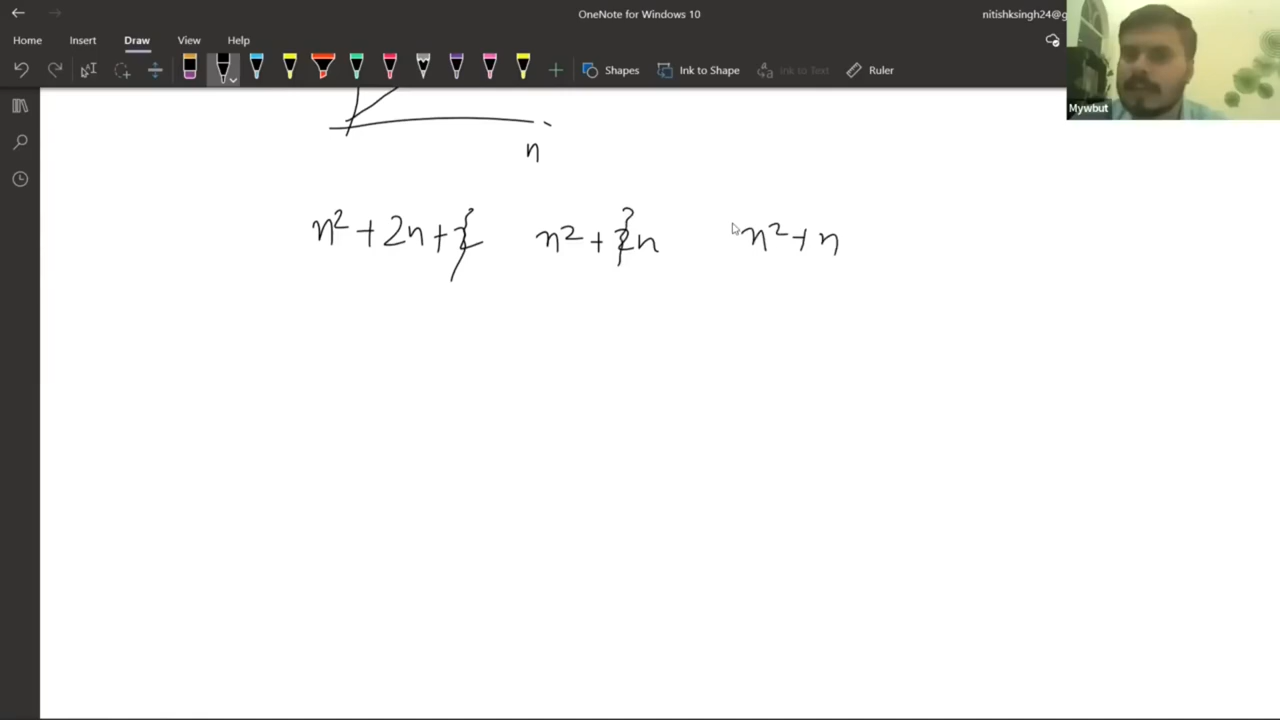 OneNote for Windows 10
nitishksingh24@g
Home Insert Draw View Help
Shapes Ink to Shape Ink to Text Ruler
Mywbut
n
n² + 2n + 2 n² + 2n n² + n